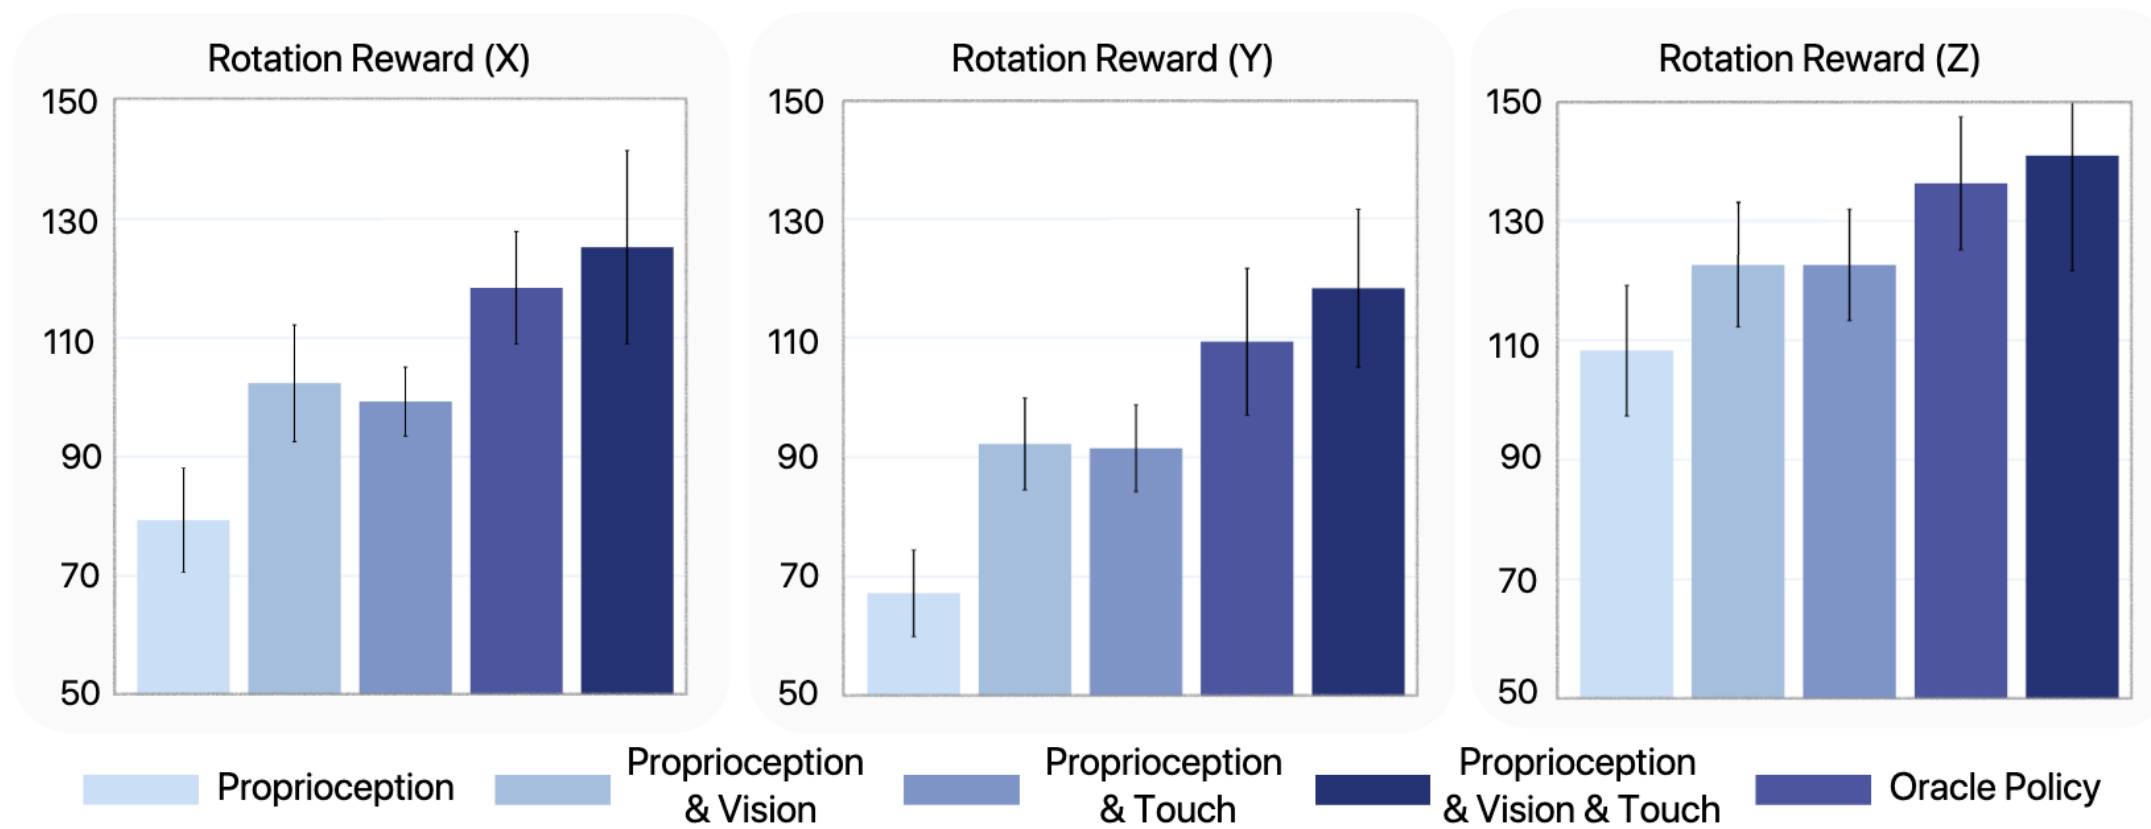 Rotation Reward (X)
150
130
110
90
70
50
Rotation Reward (Y)
150
130
110
90
70
50
Rotation Reward (Z)
150
130
110
90
70
50
Proprioception
Proprioception
& Vision
Proprioception
& Touch
Proprioception
& Vision & Touch
Oracle Policy